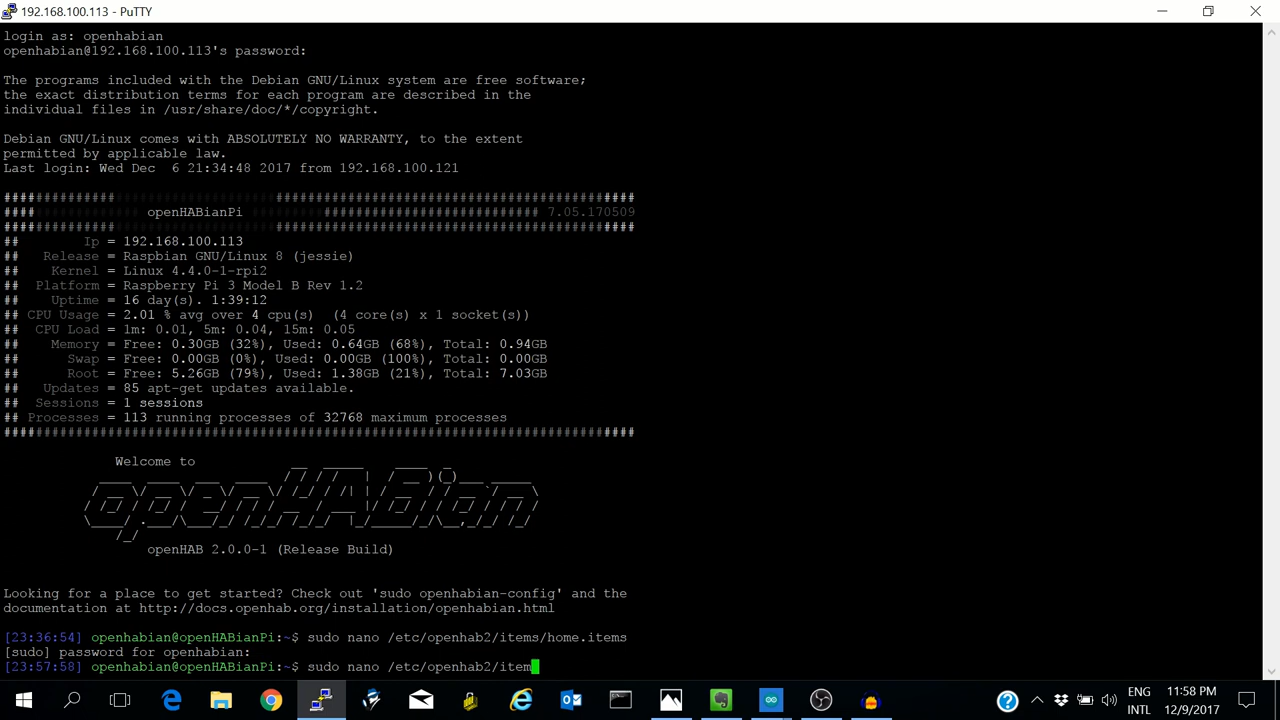 192.168.100.113 - PuTTY
login as: openhabian
openhabian@192.168.100.113's password:
The programs included with the Debian GNU/Linux system are free software;
the exact distribution terms for each program are described in the
individual files in /usr/share/doc/*/copyright.
Debian GNU/Linux comes with ABSOLUTELY NO WARRANTY, to the extent
permitted by applicable law.
Last login: Wed Dec  6 21:34:48 2017 from 192.168.100.121
openHABianPi 7.05.170509
## Ip = 192.168.100.113
## Release = Raspbian GNU/Linux 8 (jessie)
## Kernel = Linux 4.4.0-1-rpi2
## Platform = Raspberry Pi 3 Model B Rev 1.2
## Uptime = 16 day(s). 1:39:12
## CPU Usage = 2.01 % avg over 4 cpu(s)  (4 core(s) x 1 socket(s))
## CPU Load = 1m: 0.01, 5m: 0.04, 15m: 0.05
## Memory = Free: 0.30GB (32%), Used: 0.64GB (68%), Total: 0.94GB
## Swap = Free: 0.00GB (0%), Used: 0.00GB (100%), Total: 0.00GB
## Root = Free: 5.26GB (79%), Used: 1.38GB (21%), Total: 7.03GB
## Updates = 85 apt-get updates available.
## Sessions = 1 sessions
## Processes = 113 running processes of 32768 maximum processes
Welcome to
openHABian
openHAB 2.0.0-1 (Release Build)
Looking for a place to get started? Check out 'sudo openhabian-config' and the
documentation at http://docs.openhab.org/installation/openhabian.html
[23:36:54] openhabian@openHABianPi:~$ sudo nano /etc/openhab2/items/home.items
[sudo] password for openhabian:
[23:57:58] openhabian@openHABianPi:~$ sudo nano /etc/openhab2/item
ENG 11:58 PM
INTL 12/9/2017